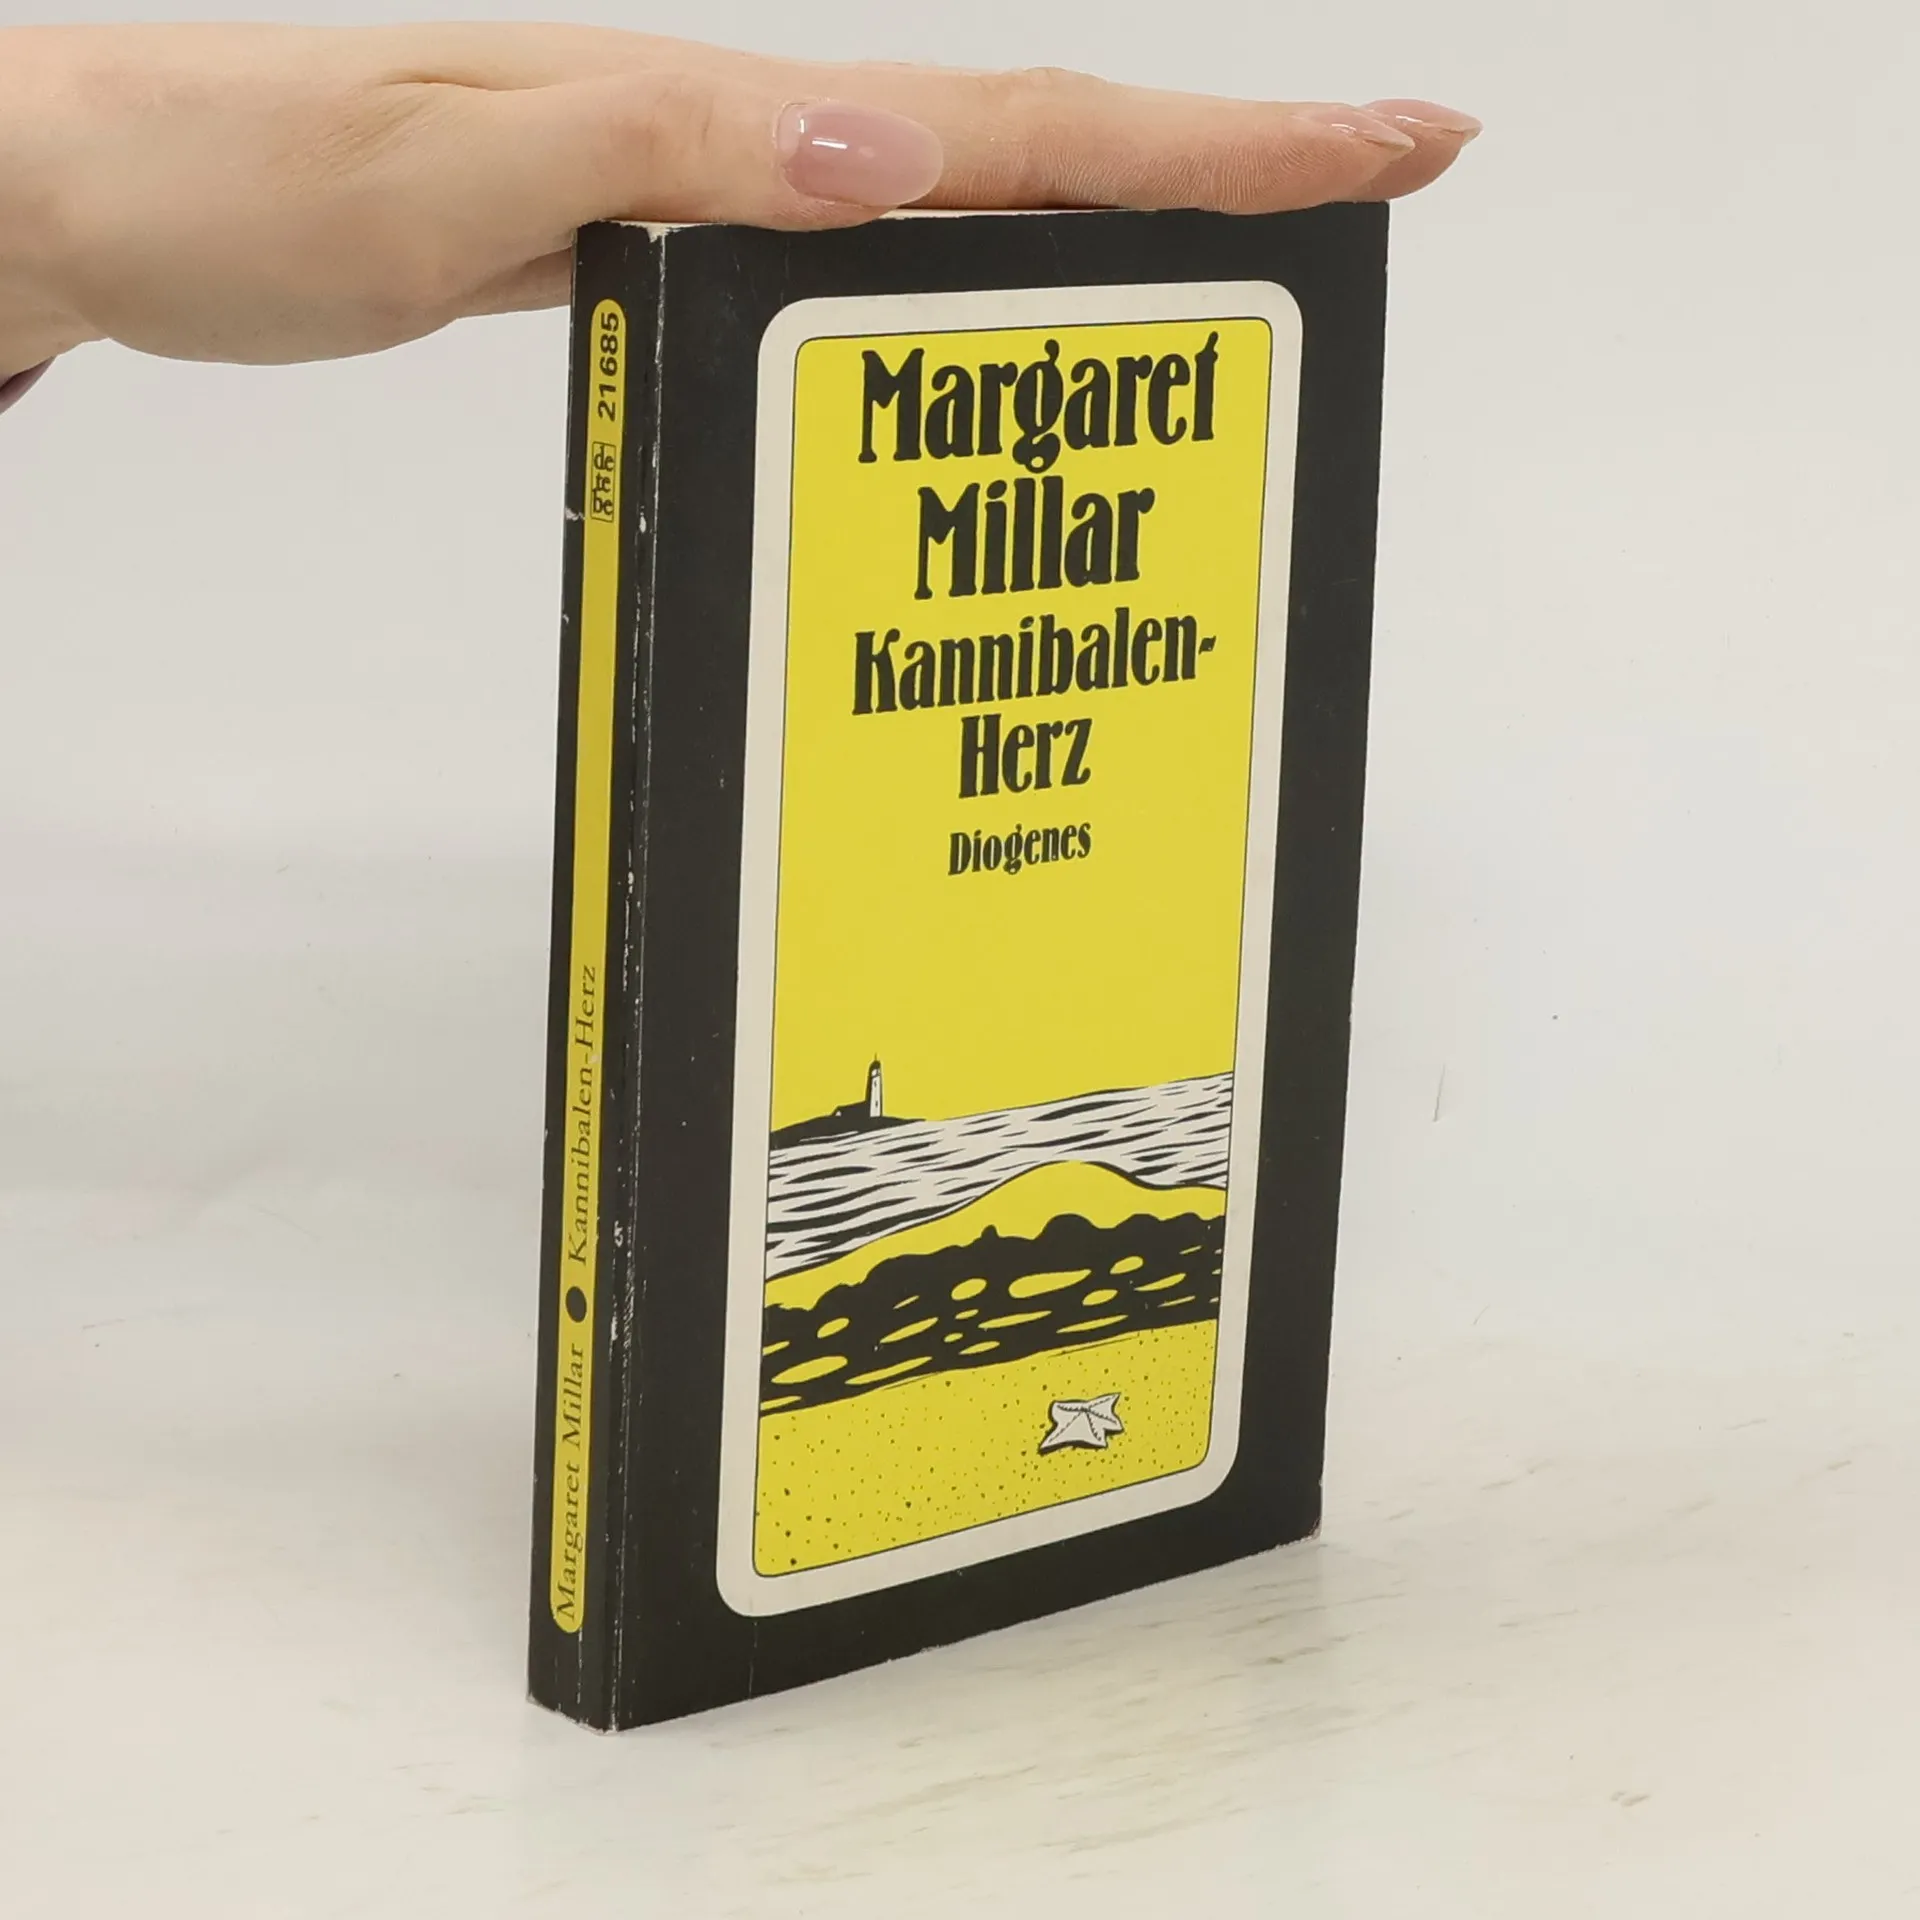 Margaret
Millar
Kannibalen-
Herz
Diogenes
Margaret Millar ● Kannibalen-Herz
21685